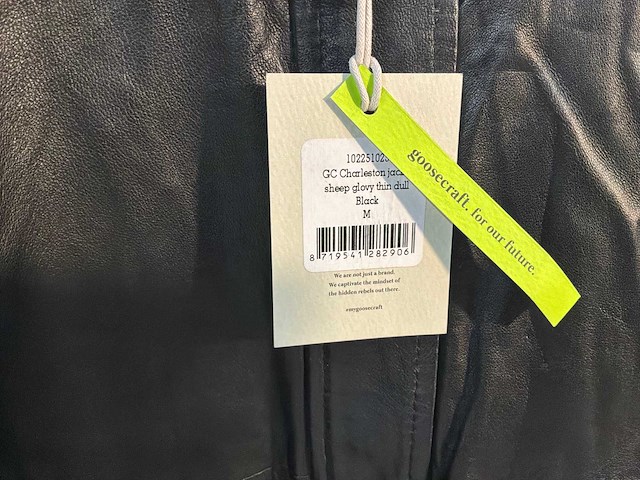 GC Charleston
sheep glovy thin dull
Black
M
8 719541 282906
We are not just a brand.
We captivate the mindset of
the hidden rebels out there.
goosecraft. for our future.